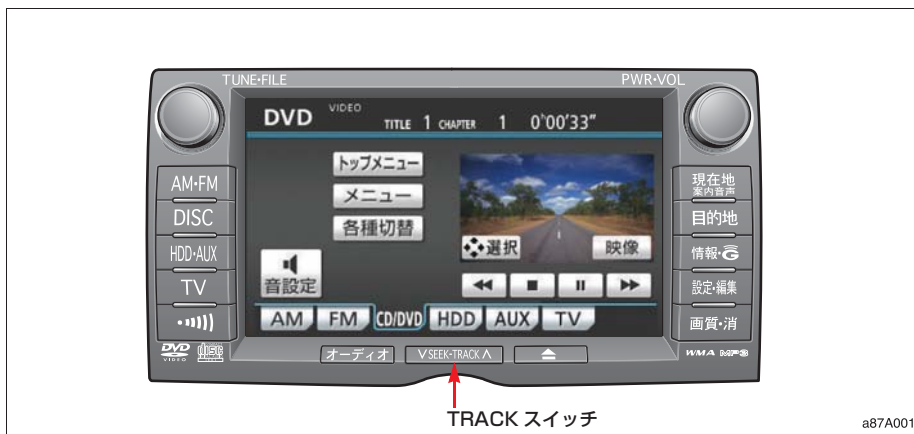 TUNE•FILE
PWR•VOL
DVD VIDEO TITLE 1 CHAPTER 1 0h00'33"
トップメニュー
メニュー
各種切替
選択
映像
音設定
AM FM CD/DVD HDD AUX TV
AM•FM
DISC
HDD•AUX
TV
現在地
案内音声
目的地
情報•G
設定•編集
画質•消
DVD VIDEO
disc
オーディオ
∨ SEEK•TRACK ∧
WMA MP3
TRACK スイッチ
a87A001